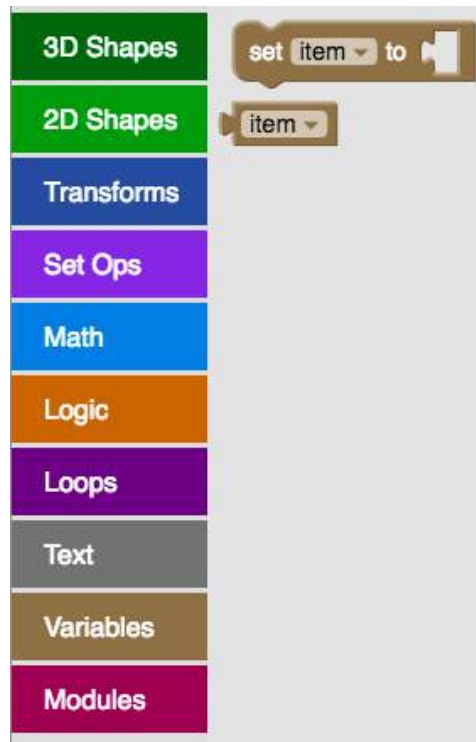 3D Shapes
set item to
2D Shapes
item
Transforms
Set Ops
Math
Logic
Loops
Text
Variables
Modules